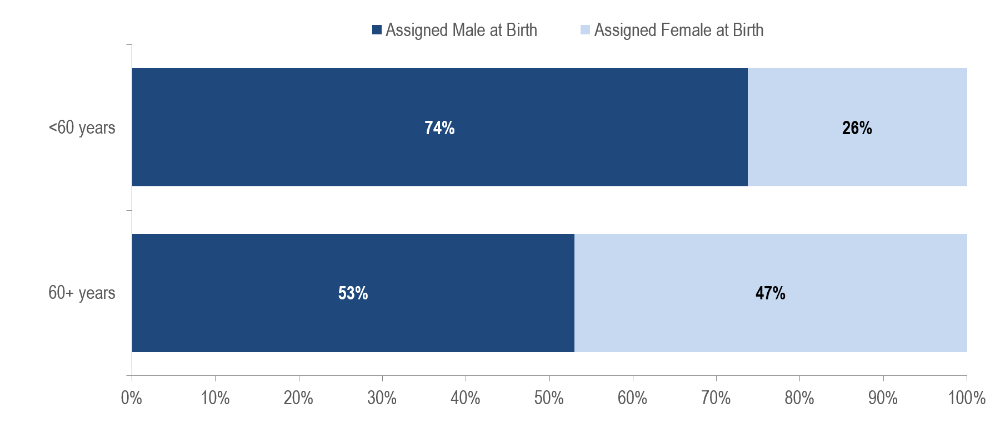 Assigned Male at Birth Assigned Female at Birth
<60 years 74% 26%
60+ years 53% 47%
0% 10% 20% 30% 40% 50% 60% 70% 80% 90% 100%